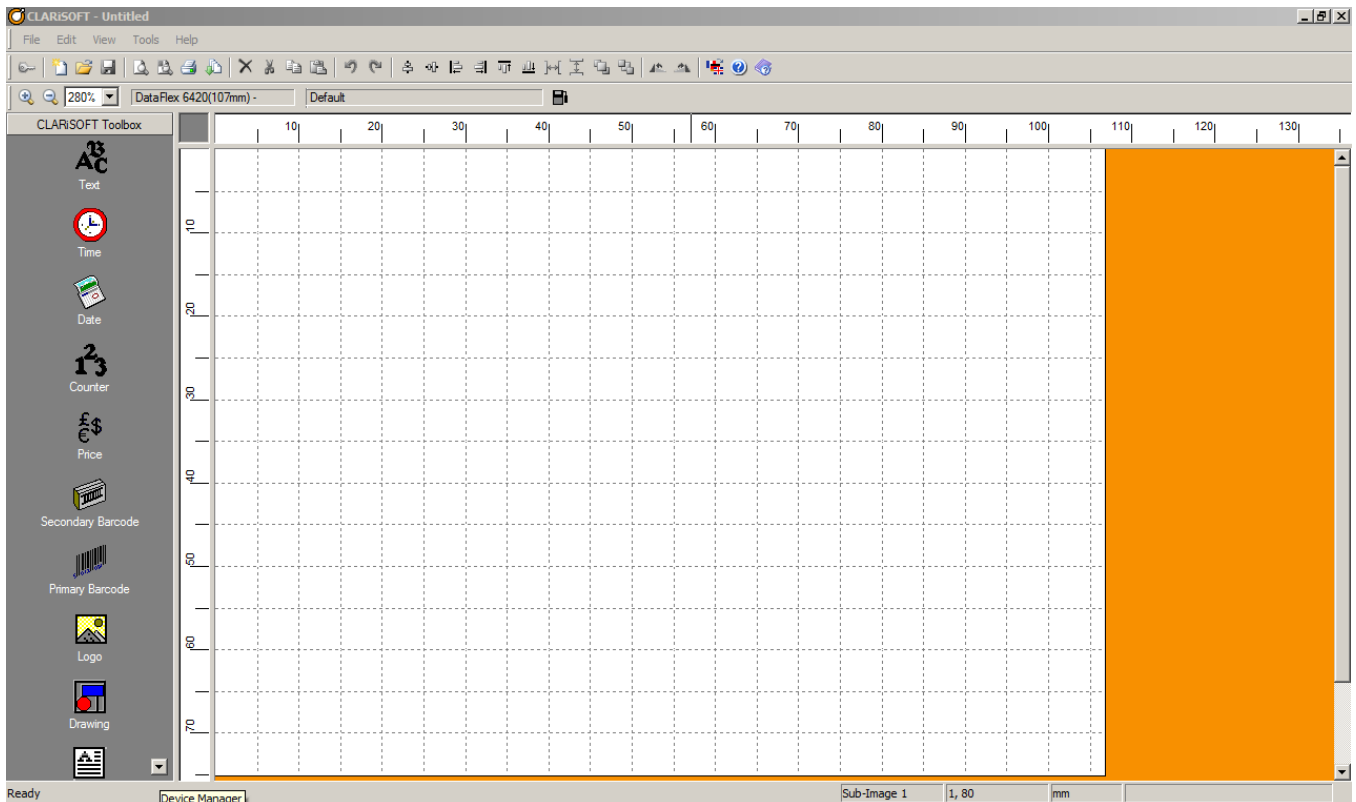 CLARiSOFT - Untitled
File Edit View Tools Help
280% DataFlex 6420(107mm) - Default
CLARiSOFT Toolbox
10 20 30 40 50 60 70 80 90 100 110 120 130
Text
Time
Date
Counter
Price
Secondary Barcode
Primary Barcode
Logo
Drawing
10
20
30
40
50
60
70
Ready
Device Manager
Sub-Image 1 1, 80 mm